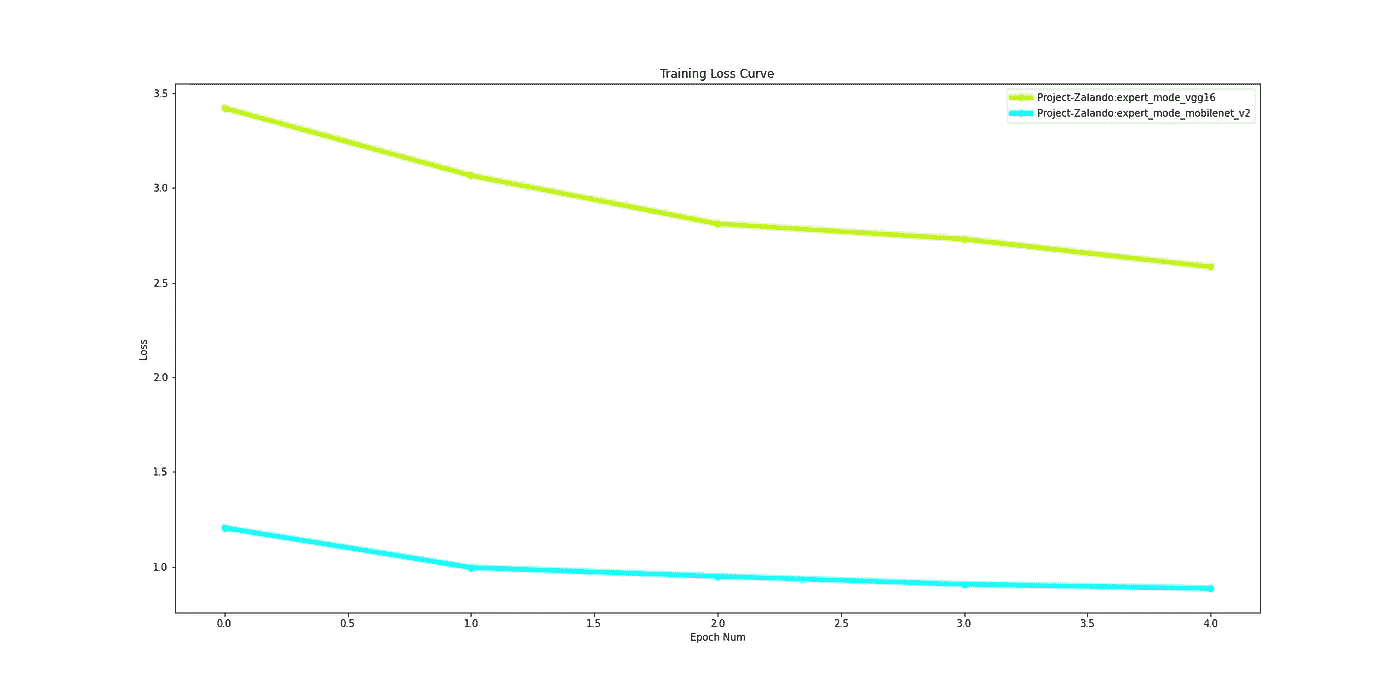 Training Loss Curve
Project-Zalando:expert_mode_vgg16
Project-Zalando:expert_mode_mobilenet_v2
3.5
3.0
2.5
2.0
1.5
1.0
Loss
0.0 0.5 1.0 1.5 2.0 2.5 3.0 3.5 4.0
Epoch Num